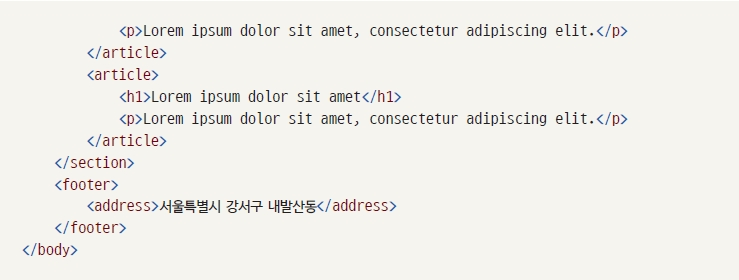 <p>Lorem ipsum dolor sit amet, consectetur adipiscing elit.</p>
</article>
<article>
<h1>Lorem ipsum dolor sit amet</h1>
<p>Lorem ipsum dolor sit amet, consectetur adipiscing elit.</p>
</article>
</section>
<footer>
<address>서울특별시 강서구 내발산동</address>
</footer>
</body>